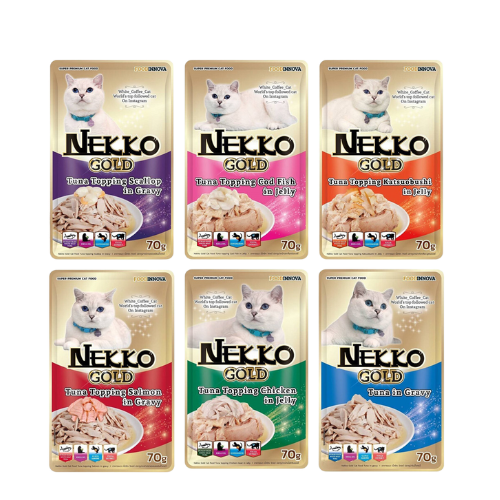 SUPER PREMIUM CAT FOOD
FOODINNOVA
White_Coffee_Cat
World's top followed cat
On Instagram
NEKKO
GOLD
Tuna Topping Scallop
in Gravy
70g
SUPER PREMIUM CAT FOOD
INNOVA
White_Coffee_Cat
World's top followed cat
On Instagram
NEKKO
GOLD
Tuna Topping Cod Fish
in Jelly
70g
SUPER PREMIUM CAT FOOD
INNOVA
White_Coffee_Cat
World's top followed cat
On Instagram
NEKKO
GOLD
Tuna Topping Katsuobushi
in Jelly
70g
SUPER PREMIUM CAT FOOD
INNOVA
White_Coffee_Cat
World's top followed cat
On Instagram
NEKKO
GOLD
Tuna Topping Salmon
in Gravy
70g
SUPER PREMIUM CAT FOOD
INNOVA
White_Coffee_Cat
World's top followed cat
On Instagram
NEKKO
GOLD
Tuna Topping Chicken
in Jelly
70g
SUPER PREMIUM CAT FOOD
INNOVA
White_Coffee_Cat
World's top followed cat
On Instagram
NEKKO
GOLD
Tuna in Gravy
70g